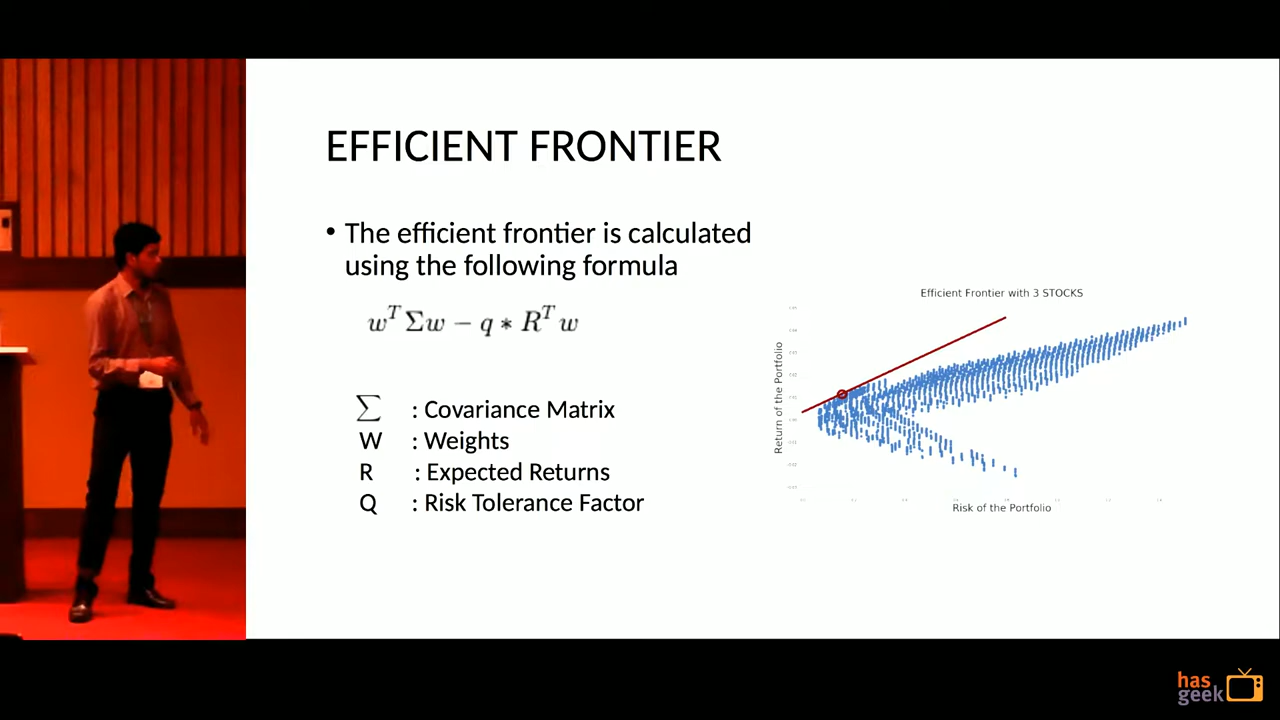 EFFICIENT FRONTIER
• The efficient frontier is calculated
using the following formula
w^T Σw − q ∗ R^T w
Σ : Covariance Matrix
W : Weights
R : Expected Returns
Q : Risk Tolerance Factor
Efficient Frontier with 3 STOCKS
Return of the Portfolio
Risk of the Portfolio
has
geek